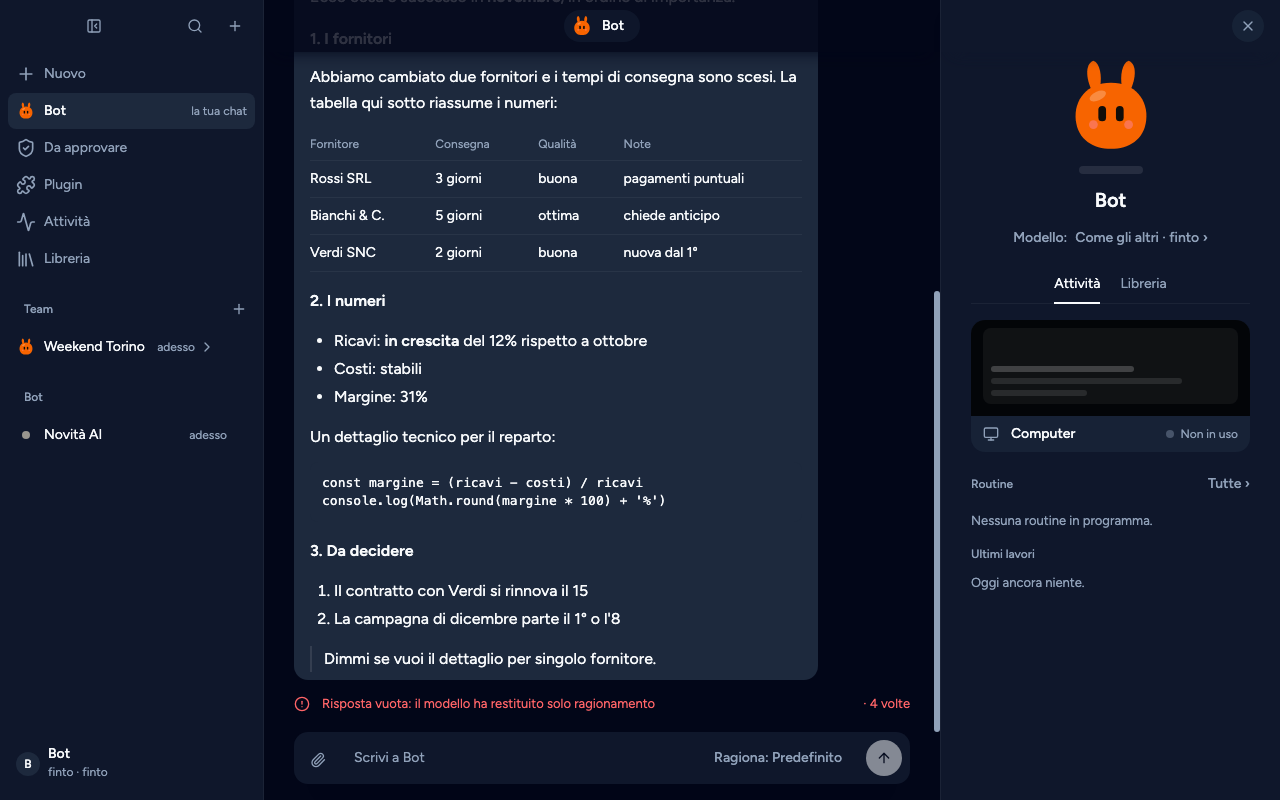 Nuovo
Bot
la tua chat
Da approvare
Plugin
Attività
Libreria
Team
Weekend Torino
adesso
Bot
Novità AI
adesso
B
Bot
finto · finto
Bot
1. I fornitori
Abbiamo cambiato due fornitori e i tempi di consegna sono scesi. La
tabella qui sotto riassume i numeri:
Fornitore Consegna Qualità Note
Rossi SRL 3 giorni buona pagamenti puntuali
Bianchi & C. 5 giorni ottima chiede anticipo
Verdi SNC 2 giorni buona nuova dal 1°
2. I numeri
• Ricavi: in crescita del 12% rispetto a ottobre
• Costi: stabili
• Margine: 31%
Un dettaglio tecnico per il reparto:
const margine = (ricavi − costi) / ricavi
console.log(Math.round(margine * 100) + '%')
3. Da decidere
1. Il contratto con Verdi si rinnova il 15
2. La campagna di dicembre parte il 1° o l'8
Dimmi se vuoi il dettaglio per singolo fornitore.
Risposta vuota: il modello ha restituito solo ragionamento
· 4 volte
Scrivi a Bot
Ragiona: Predefinito
Bot
Modello: Come gli altri · finto ›
Attività Libreria
Computer
Non in uso
Routine
Tutte ›
Nessuna routine in programma.
Ultimi lavori
Oggi ancora niente.